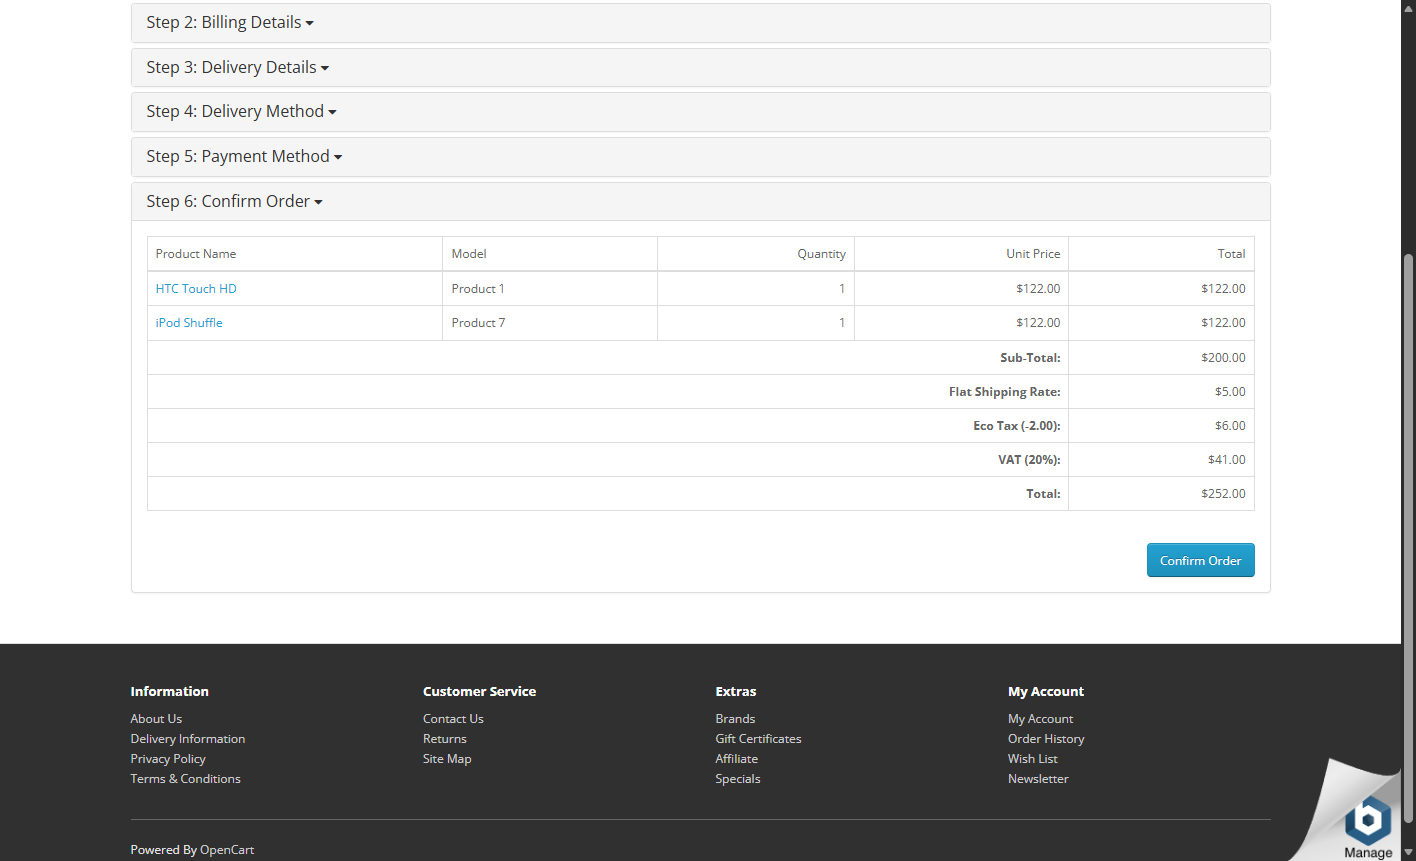 Step 2: Billing Details
Step 3: Delivery Details
Step 4: Delivery Method
Step 5: Payment Method
Step 6: Confirm Order
Product Name Model Quantity Unit Price Total
HTC Touch HD Product 1 1 $122.00 $122.00
iPod Shuffle Product 7 1 $122.00 $122.00
Sub-Total: $200.00
Flat Shipping Rate: $5.00
Eco Tax (-2.00): $6.00
VAT (20%): $41.00
Total: $252.00
Confirm Order
Information Customer Service Extras My Account
About Us Contact Us Brands My Account
Delivery Information Returns Gift Certificates Order History
Privacy Policy Site Map Affiliate Wish List
Terms & Conditions Specials Newsletter
Powered By OpenCart
Manage